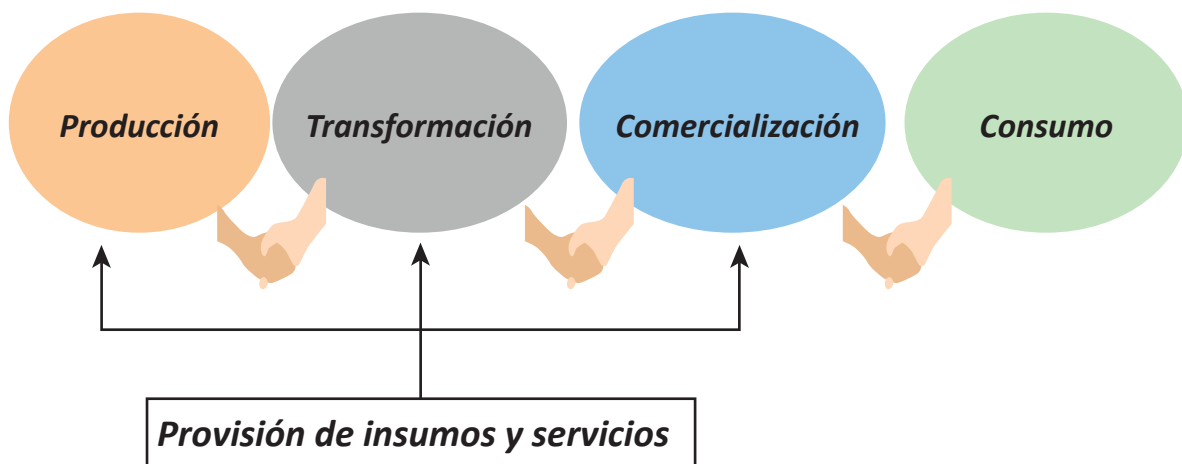 Producción
Transformación
Comercialización
Consumo
Provisión de insumos y servicios